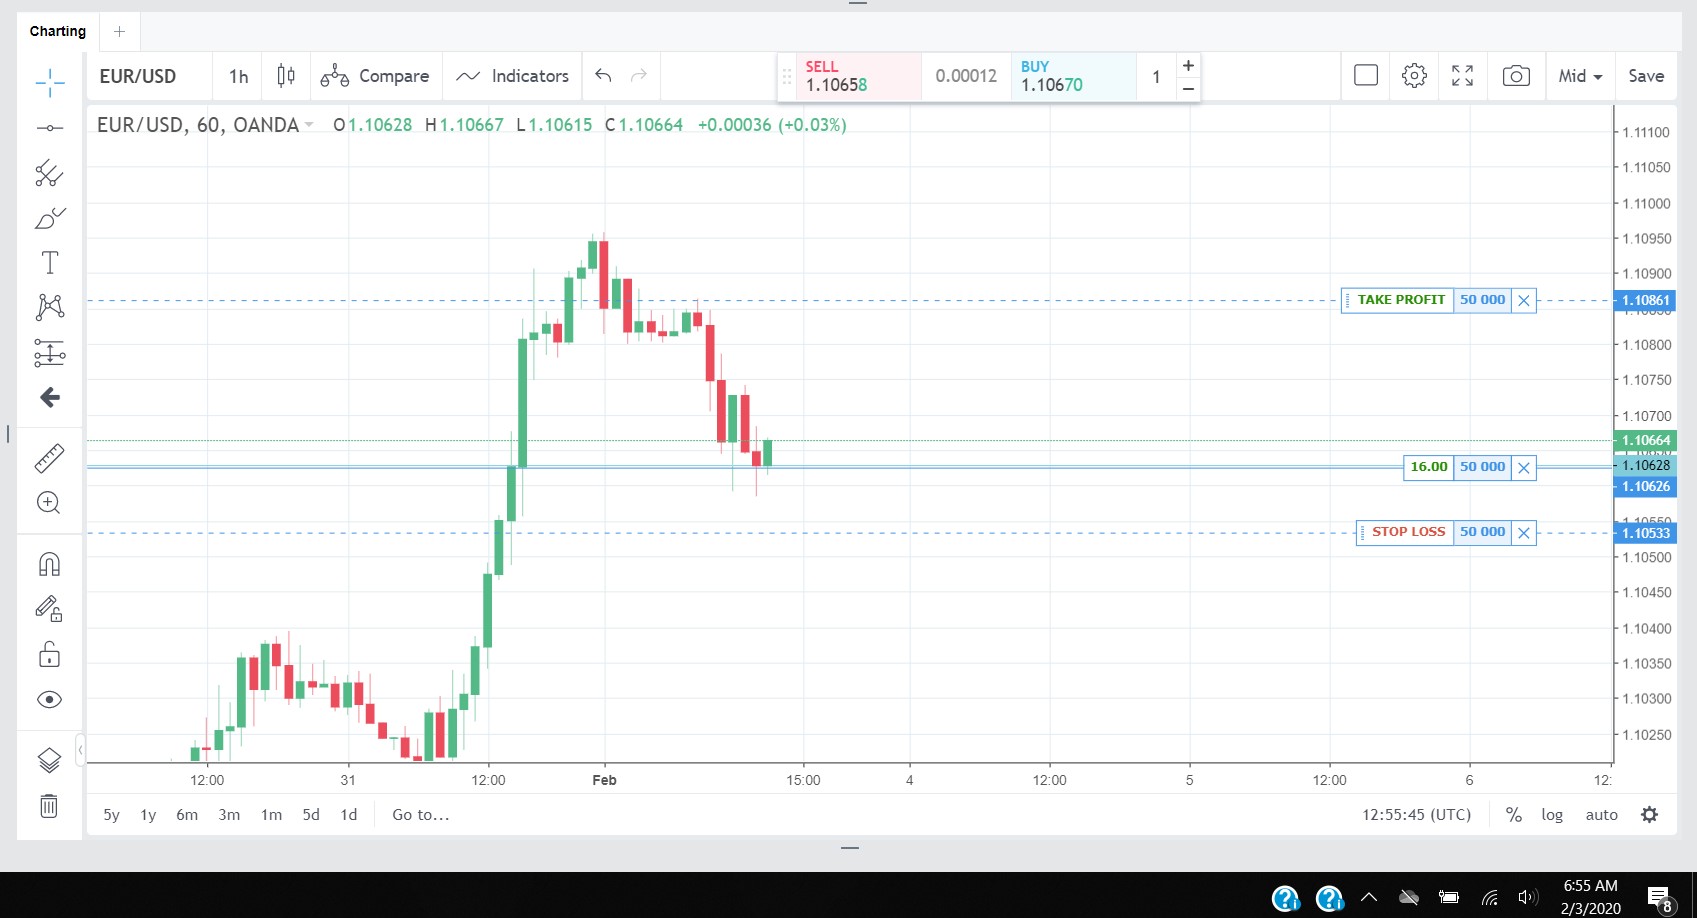 Charting +
EUR/USD 1h Compare Indicators SELL 1.10658 0.00012 BUY 1.10670 1 + − Mid Save
EUR/USD, 60, OANDA O1.10628 H1.10667 L1.10615 C1.10664 +0.00036 (+0.03%)
1.11100
1.11050
1.11000
1.10950
1.10900
TAKE PROFIT 50 000 1.10861
1.10800
1.10750
1.10700
1.10664
16.00 50 000 1.10628
1.10626
1.10550
STOP LOSS 50 000 1.10533
1.10500
1.10450
1.10400
1.10350
1.10300
1.10250
12:00 31 12:00 Feb 15:00 4 12:00 5 12:00 6 12:
5y 1y 6m 3m 1m 5d 1d Go to... 12:55:45 (UTC) % log auto
6:55 AM
2/3/2020 8